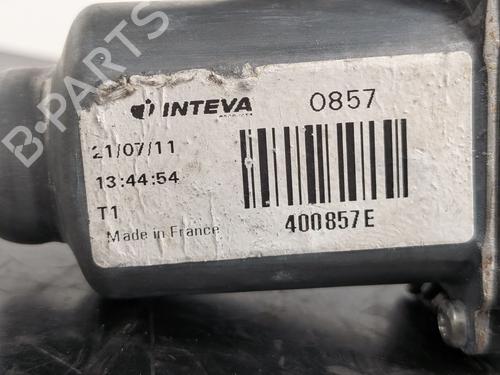 B-PARTS
INTEVA 0857
21/07/11
13:44:54
T1
Made in France
400857E